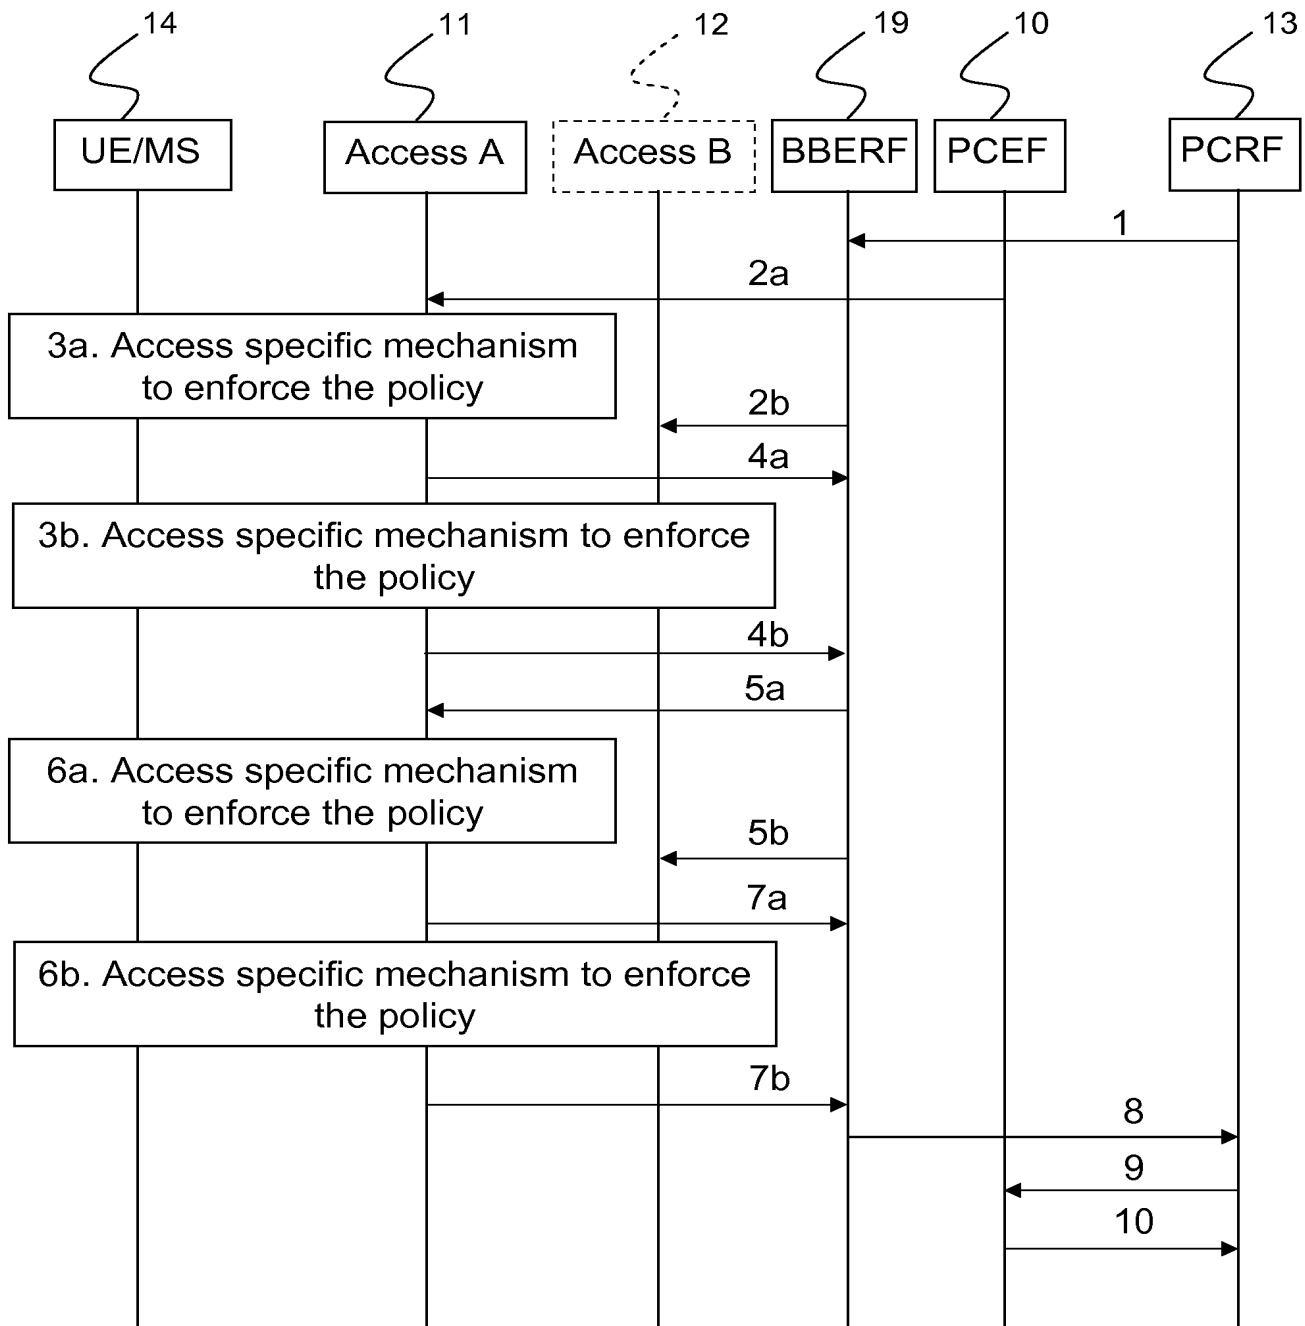 14
11
12
19
10
13
UE/MS
Access A
Access B
BBERF
PCEF
PCRF
1
2a
3a. Access specific mechanism
to enforce the policy
2b
4a
3b. Access specific mechanism to enforce
the policy
4b
5a
6a. Access specific mechanism
to enforce the policy
5b
7a
6b. Access specific mechanism to enforce
the policy
7b
8
9
10